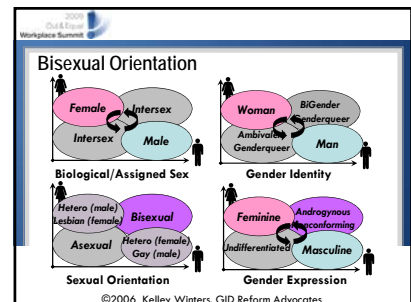 2009
Out & Equal
Workplace Summit
Bisexual Orientation
Female
Intersex
Intersex
Male
Biological/Assigned Sex
Woman
BiGender
Genderqueer
Ambivalent
Genderqueer
Man
Gender Identity
Hetero (male)
Lesbian (female)
Bisexual
Asexual
Hetero (female)
Gay (male)
Sexual Orientation
Feminine
Androgynous
Nonconforming
Undifferentiated
Masculine
Gender Expression
©2006 Kelley Winters, GID Reform Advocates